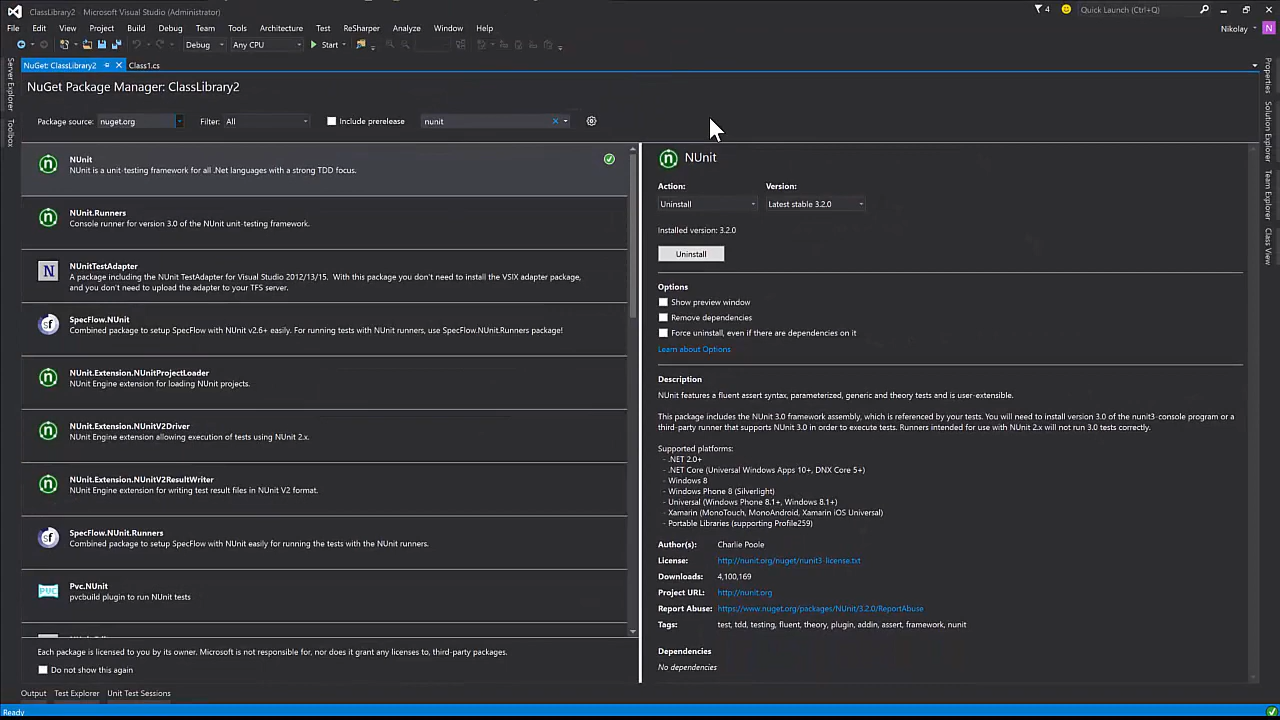 ClassLibrary2 - Microsoft Visual Studio (Administrator)
4
Quick Launch (Ctrl+Q)
File Edit View Project Build Debug Team Tools Architecture Test ReSharper Analyze Window Help
Nikolay
N
Debug
Any CPU
Start
NuGet: ClassLibrary2
Class1.cs
Server Explorer
Toolbox
Properties
Solution Explorer
Team Explorer
Class View
NuGet Package Manager: ClassLibrary2
Package source: nuget.org
Filter: All
Include prerelease
nunit
NUnit
NUnit is a unit-testing framework for all .Net languages with a strong TDD focus.
NUnit.Runners
Console runner for version 3.0 of the NUnit unit-testing framework.
NUnitTestAdapter
A package including the NUnit TestAdapter for Visual Studio 2012/13/15. With this package you don't need to install the VSIX adapter package,
and you don't need to upload the adapter to your TFS server.
SpecFlow.NUnit
Combined package to setup SpecFlow with NUnit v2.6+ easily. For running tests with NUnit runners, use SpecFlow.NUnit.Runners package!
NUnit.Extension.NUnitProjectLoader
NUnit Engine extension for loading NUnit projects.
NUnit.Extension.NUnitV2Driver
NUnit Engine extension allowing execution of tests using NUnit 2.x.
NUnit.Extension.NUnitV2ResultWriter
NUnit Extension for writing test result files in NUnit V2 format.
SpecFlow.NUnit.Runners
Combined package to setup SpecFlow with NUnit easily for running the tests with the NUnit runners.
Pvc.NUnit
pvcbuild plugin to run NUnit tests
Each package is licensed to you by its owner. Microsoft is not responsible for, nor does it grant any licenses to, third-party packages.
Do not show this again
NUnit
Action:
Version:
Uninstall
Latest stable 3.2.0
Installed version: 3.2.0
Uninstall
Options
Show preview window
Remove dependencies
Force uninstall, even if there are dependencies on it
Learn about Options
Description
NUnit features a fluent assert syntax, parameterized, generic and theory tests and is user-extensible.
This package includes the NUnit 3.0 framework assembly, which is referenced by your tests. You will need to install version 3.0 of the nunit3-console program or a
third-party runner that supports NUnit 3.0 in order to execute tests. Runners intended for use with NUnit 2.x will not run 3.0 tests correctly.
Supported platforms:
- .NET 2.0+
- .NET Core (Universal Windows Apps 10+, DNX Core 5+)
- Windows 8
- Windows Phone 8 (Silverlight)
- Universal (Windows Phone 8.1+, Windows 8.1+)
- Xamarin (MonoTouch, MonoAndroid, Xamarin iOS Universal)
- Portable Libraries (supporting Profile259)
Author(s): Charlie Poole
License: http://nunit.org/nuget/nunit3-license.txt
Downloads: 4,100,169
Project URL: http://nunit.org
Report Abuse: https://www.nuget.org/packages/NUnit/3.2.0/ReportAbuse
Tags: test, tdd, testing, fluent, theory, plugin, addin, assert, framework, nunit
Dependencies
No dependencies
Output
Test Explorer
Unit Test Sessions
Ready